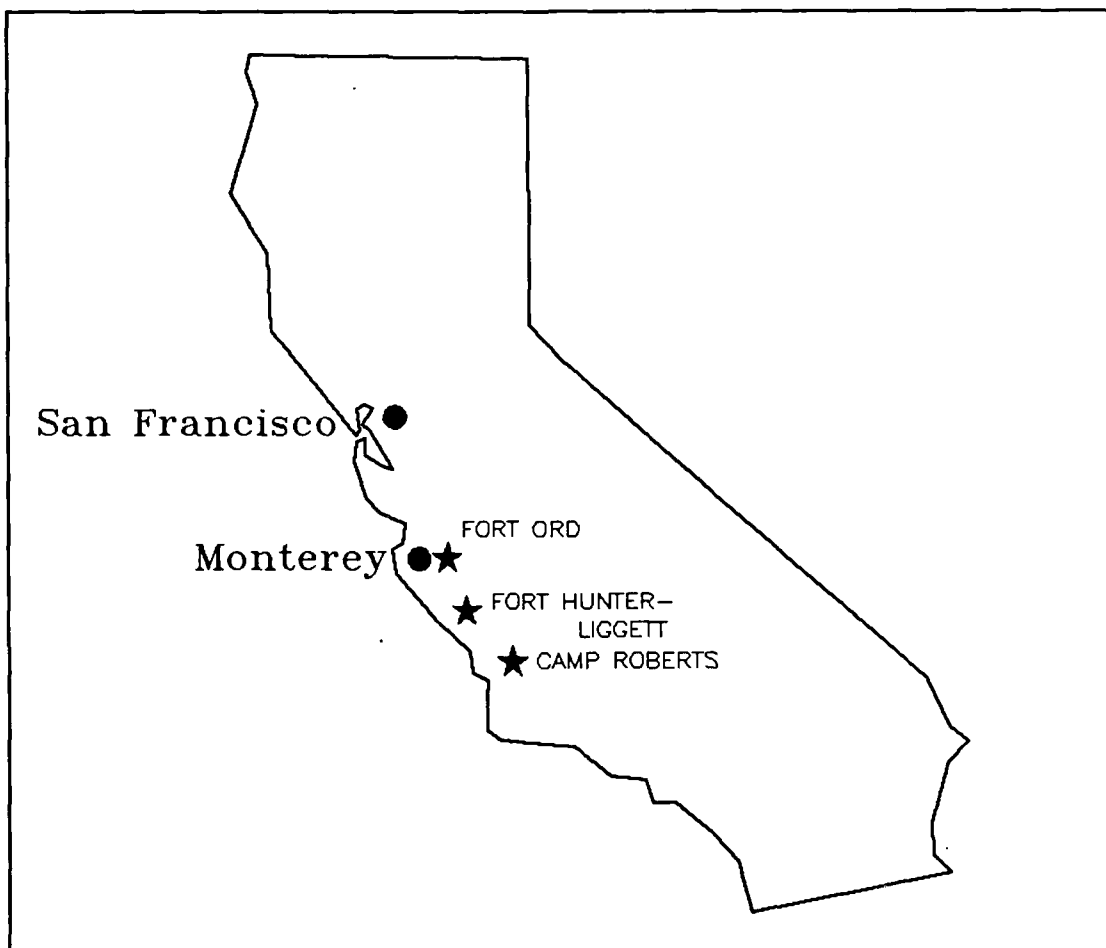 San Francisco
FORT ORD
Monterey
FORT HUNTER–
LIGGETT
CAMP ROBERTS